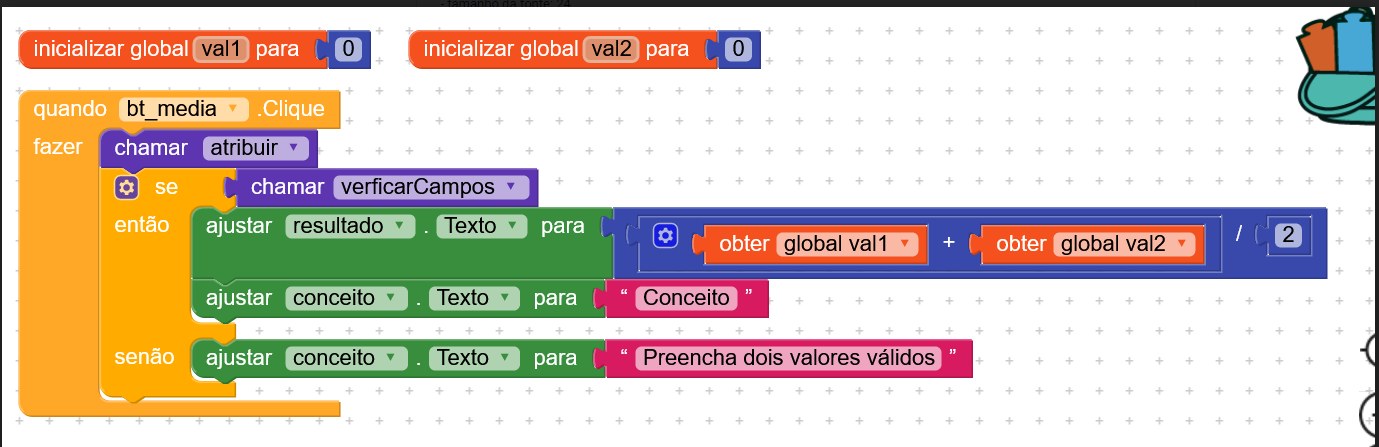 - tamanho da fonte: 24
inicializar global val1 para 0 inicializar global val2 para 0
quando bt_media .Clique
fazer chamar atribuir
se chamar verficarCampos
então ajustar resultado . Texto para obter global val1 + obter global val2 / 2
ajustar conceito . Texto para “ Conceito ”
senão ajustar conceito . Texto para “ Preencha dois valores válidos ”